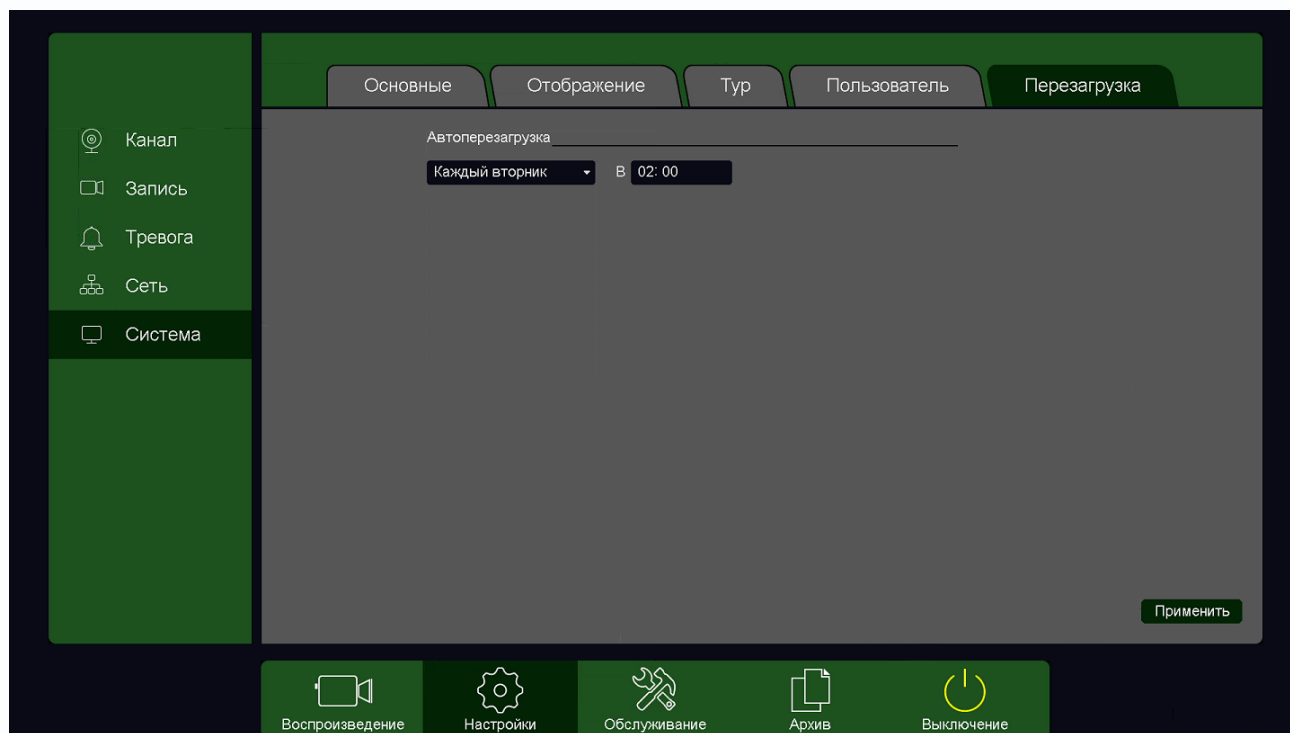 Основные Отображение Тур Пользователь Перезагрузка
Канал
Запись
Тревога
Сеть
Система
Автоперезагрузка
Каждый вторник В 02: 00
Применить
Воспроизведение Настройки Обслуживание Архив Выключение